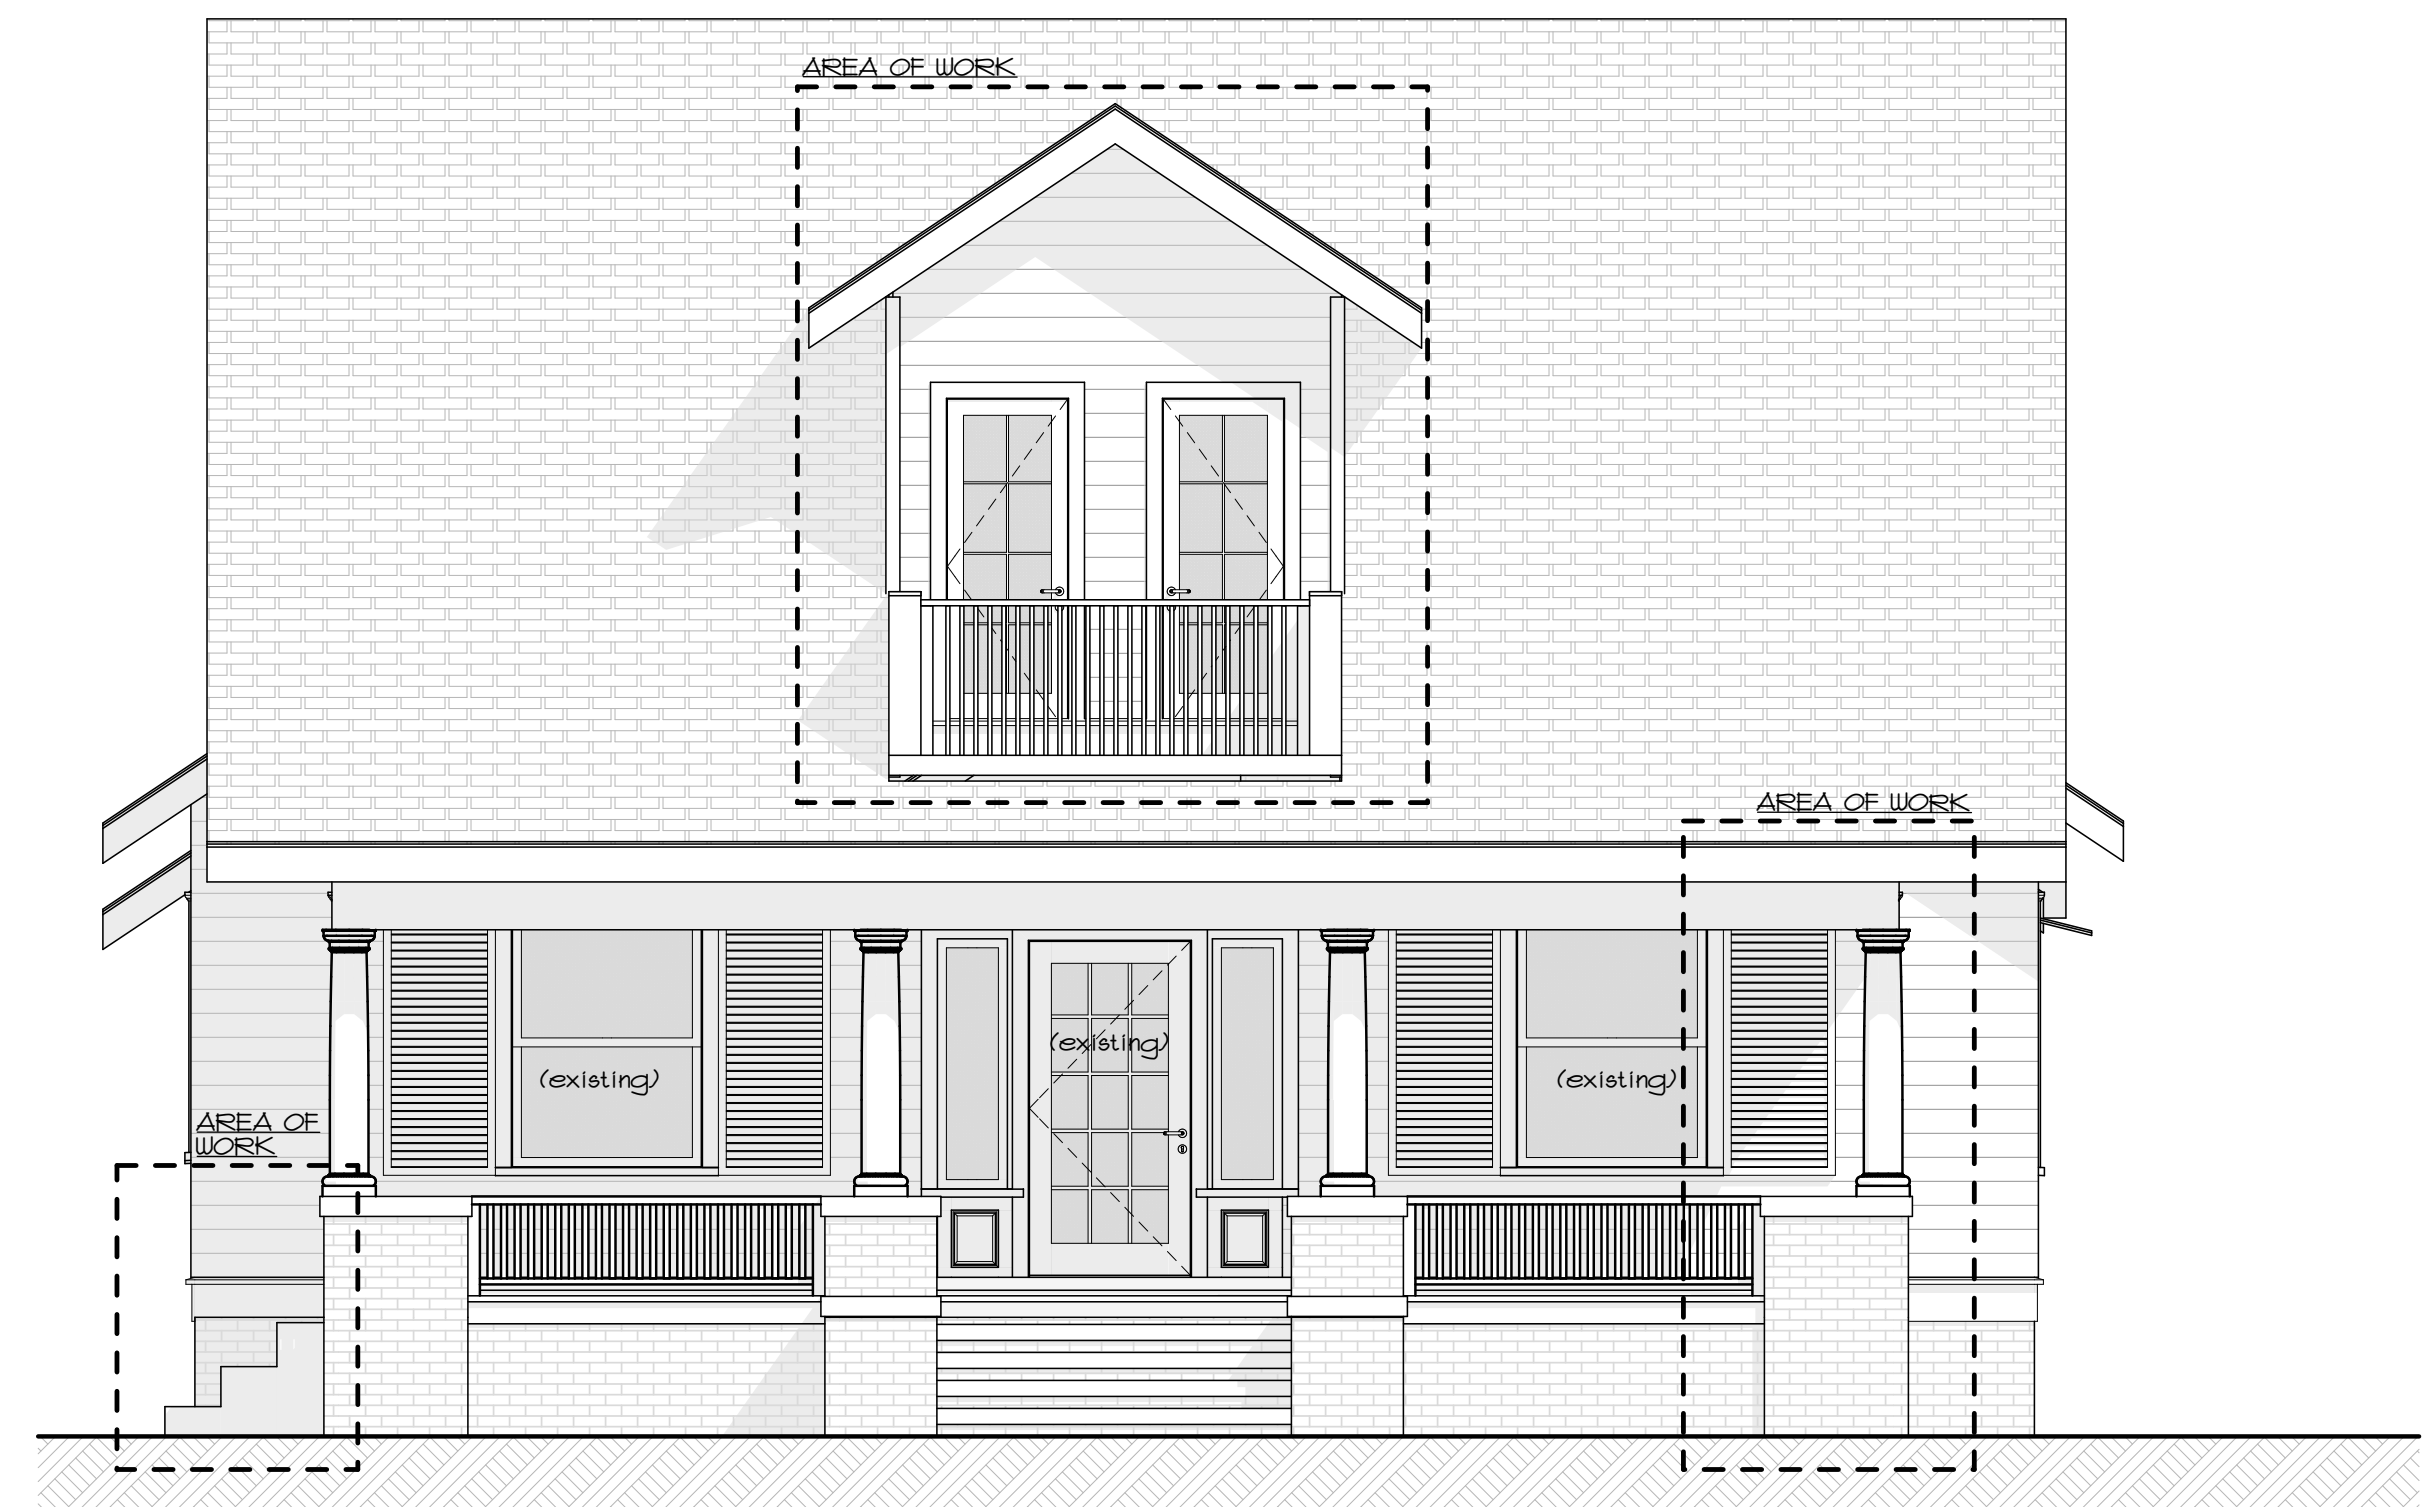 AREA OF WORK
AREA OF WORK
(existing)
(existing)
(existing)
AREA OF
WORK